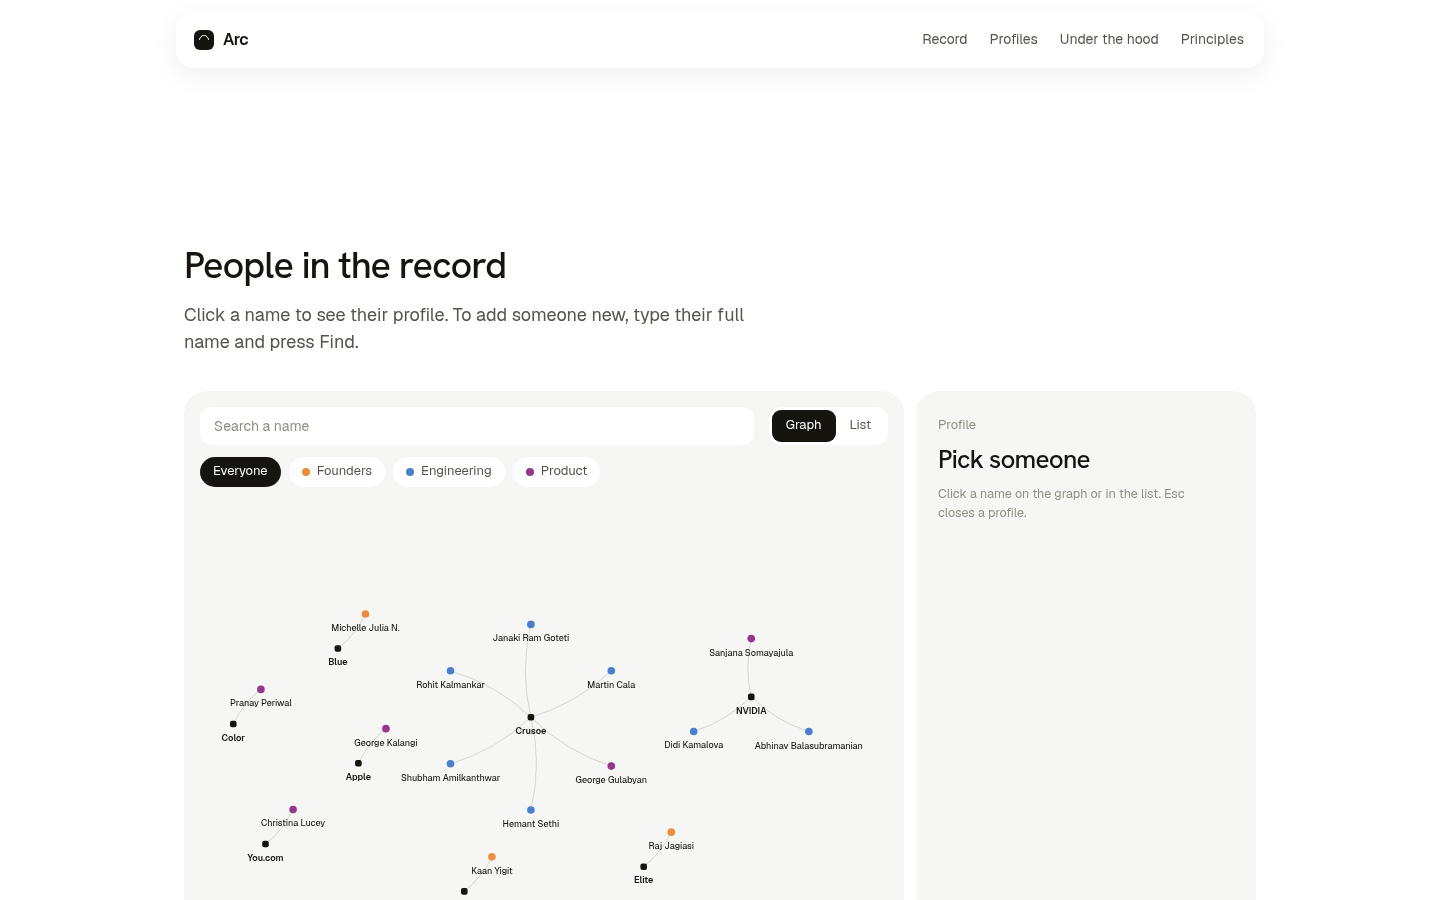 Arc
Record
Profiles
Under the hood
Principles
People in the record
Click a name to see their profile. To add someone new, type their full
name and press Find.
Search a name
Graph
List
Everyone
Founders
Engineering
Product
Profile
Pick someone
Click a name on the graph or in the list. Esc
closes a profile.
Michelle Julia N.
Blue
Janaki Ram Goteti
Sanjana Somayajula
Rohit Kalmankar
Martin Cala
Pranay Periwal
Color
NVIDIA
Crusoe
George Kalangi
Didi Kamalova
Abhinav Balasubramanian
Apple
Shubham Amilkanthwar
George Gulabyan
Christina Lucey
Hemant Sethi
You.com
Raj Jagiasi
Kaan Yigit
Elite